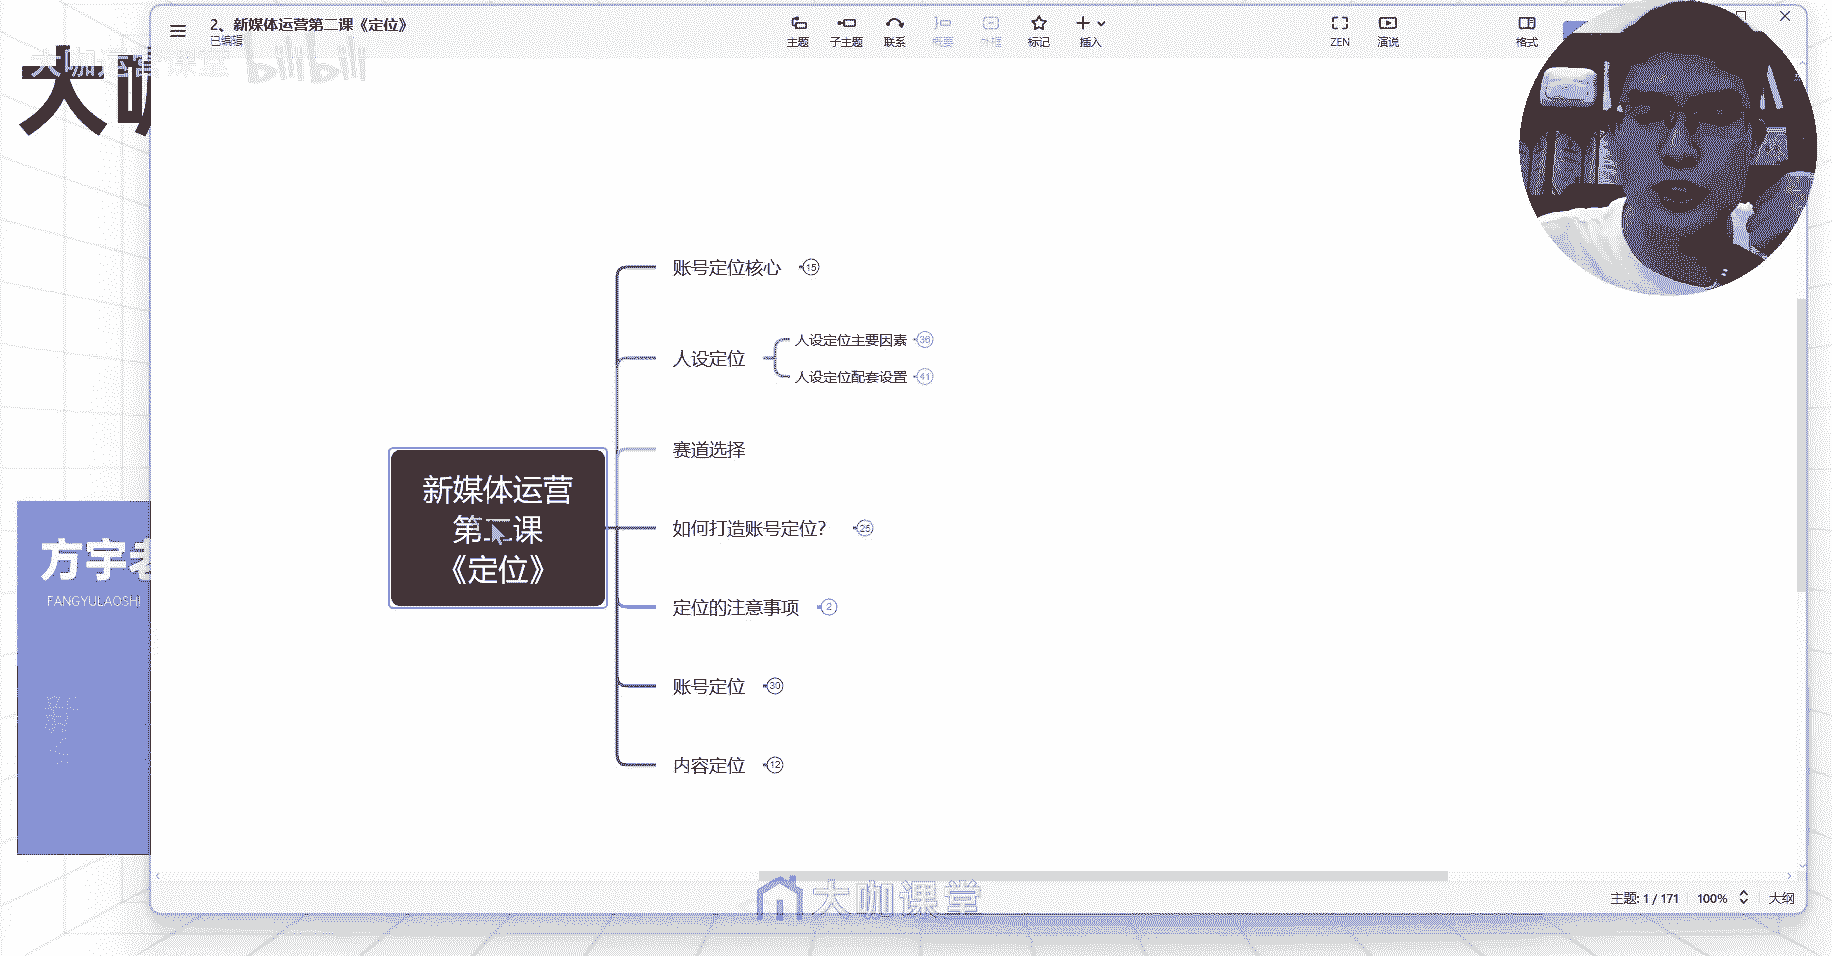 2、新媒体运营第二课《定位》
已编辑
主题
子主题
联系
概要
外框
标记
插入
ZEN
演说
格式
大咖运营课堂
bilibili
大咖
账号定位核心 15
人设定位
人设定位主要因素 36
人设定位配套设置 41
赛道选择
新媒体运营
第二课
《定位》
如何打造账号定位？ 26
定位的注意事项 2
账号定位 30
内容定位 12
方宇老
FANGYULAOSHI
大咖课堂
主题: 1 / 171
100%
大纲